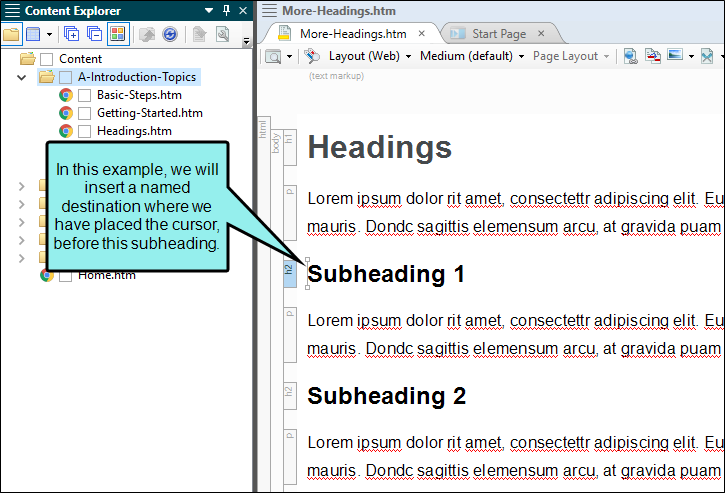 Content Explorer
Content
A-Introduction-Topics
Basic-Steps.htm
Getting-Started.htm
Headings.htm
In this example, we will
insert a named
destination where we
have placed the cursor,
before this subheading.
Home.htm
More-Headings.htm
More-Headings.htm
Start Page
Layout (Web)
Medium (default)
Page Layout
(text markup)
html
body
h1
Headings
p
Lorem ipsum dolor rit amet, consectettr adipiscing elit. Eu
mauris. Dondc sagittis elemensum arcu, at gravida puam
h2
Subheading 1
p
Lorem ipsum dolor rit amet, consectettr adipiscing elit. Eu
mauris. Dondc sagittis elemensum arcu, at gravida puam
h2
Subheading 2
p
Lorem ipsum dolor rit amet, consectettr adipiscing elit. Eu
mauris. Dondc sagittis elemensum arcu, at gravida puam